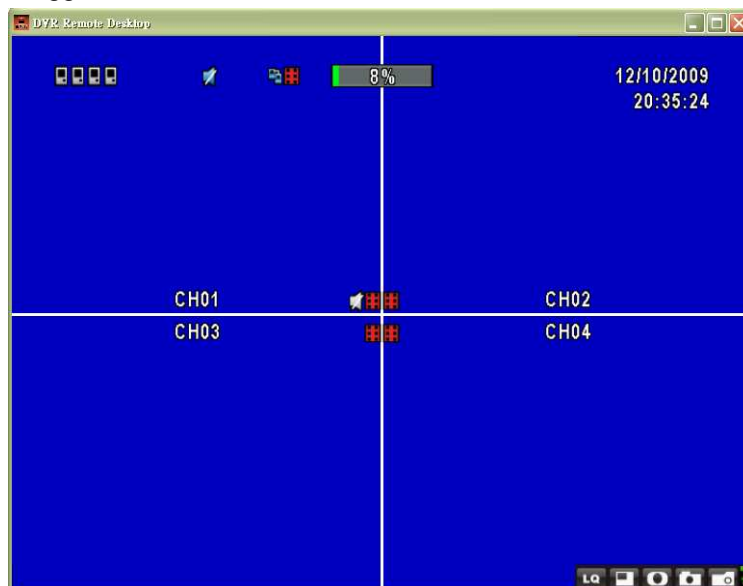 DVR Remote Desktop
8%
12/10/2009
20:35:24
CH01
CH02
CH03
CH04
LQ